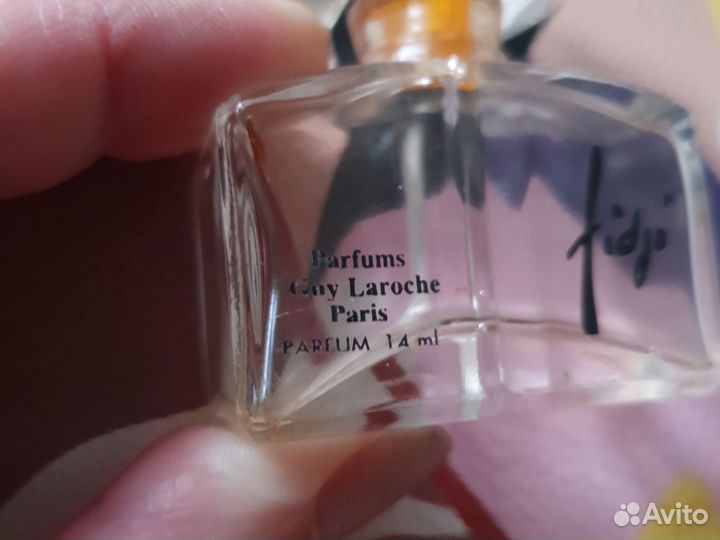 Parfums
Guy Laroche
Paris
PARFUM 14 ml
fidji
Avito